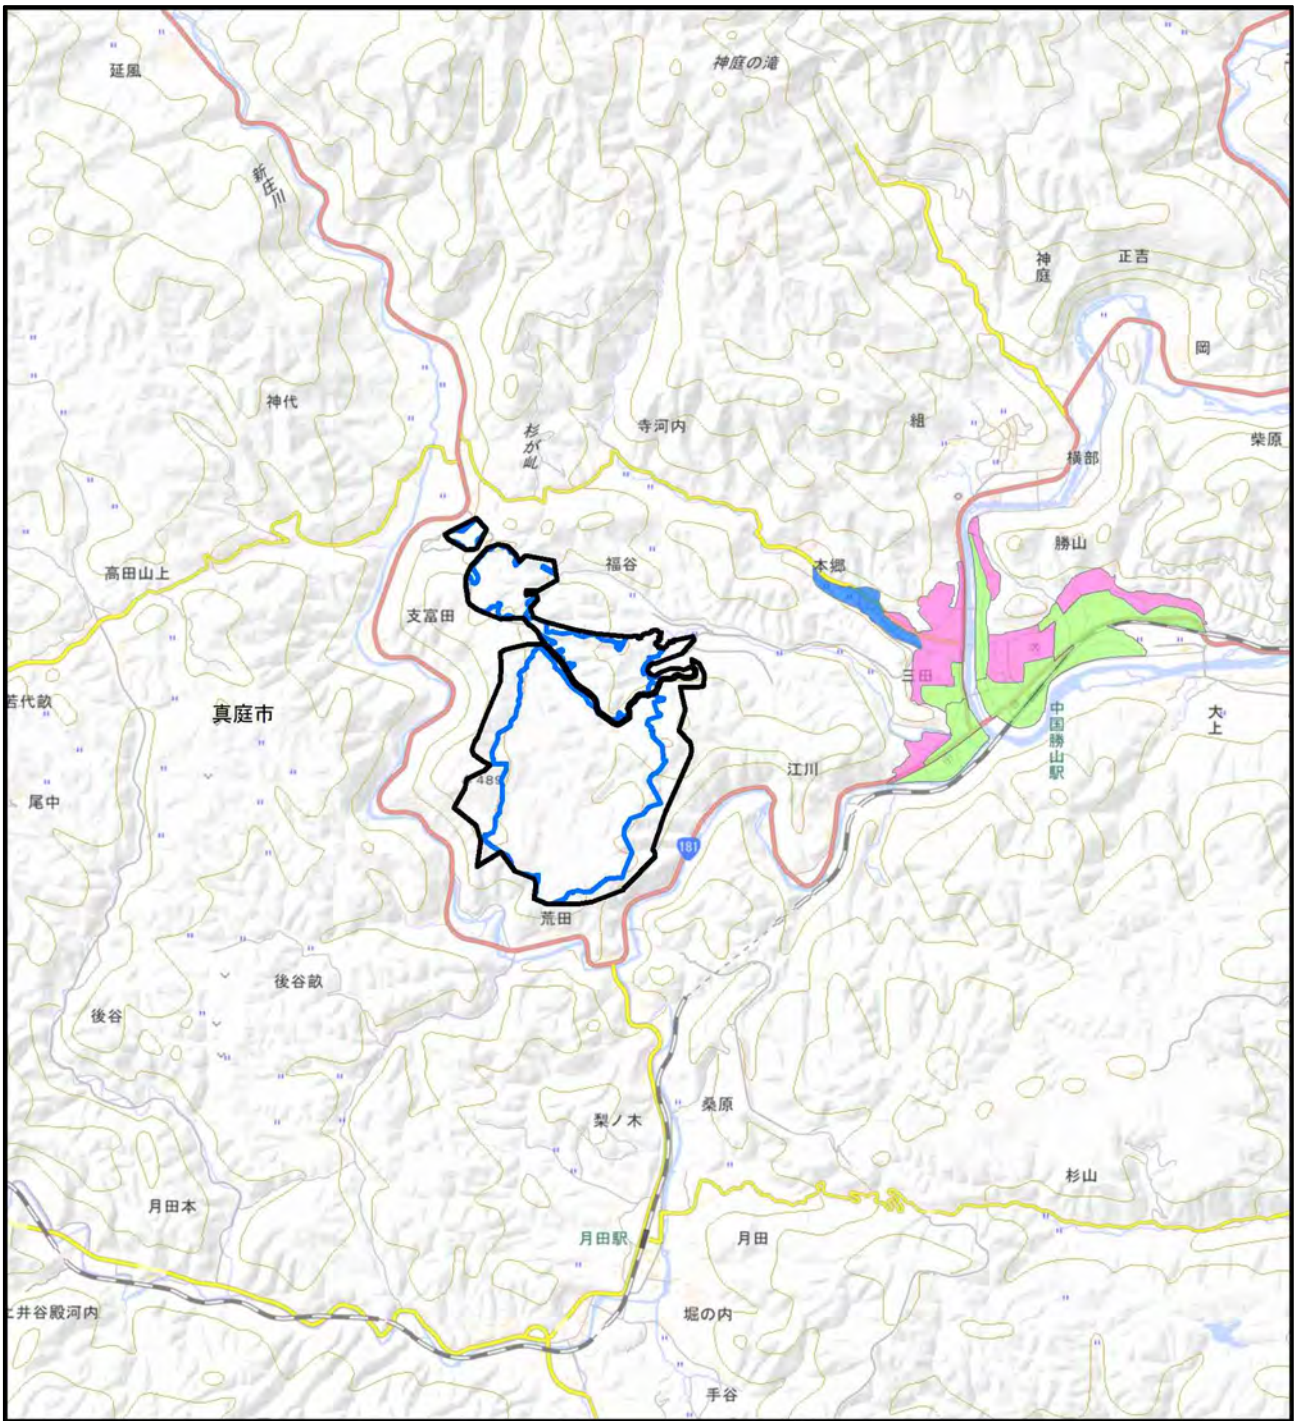 延風
神庭の滝
新庄川
神庭
正吉
岡
神代
杉が乢
寺河内
組
柴原
横部
勝山
福谷
本郷
高田山上
支富田
三田
若代畝
真庭市
中国勝山駅
大上
江川
489
尾中
181
荒田
後谷畝
後谷
桑原
梨ノ木
杉山
月田本
月田駅
月田
井谷殿河内
堀の内
手谷